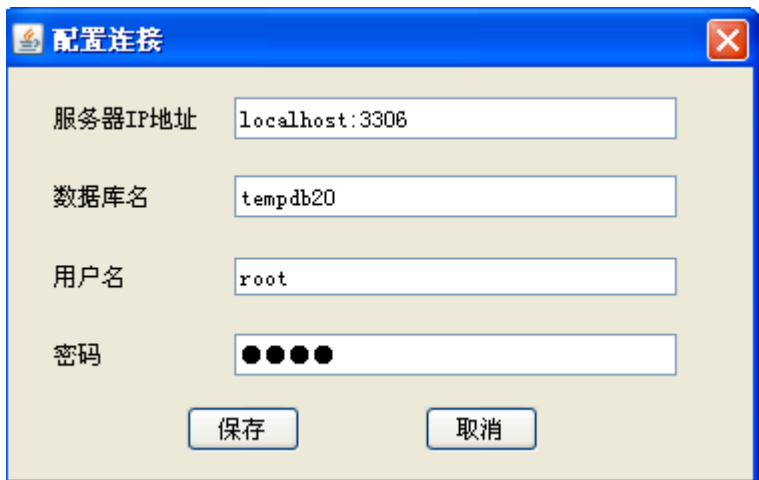 配置连接
服务器IP地址 localhost:3306
数据库名 tempdb20
用户名 root
密码 ●●●●
保存 取消